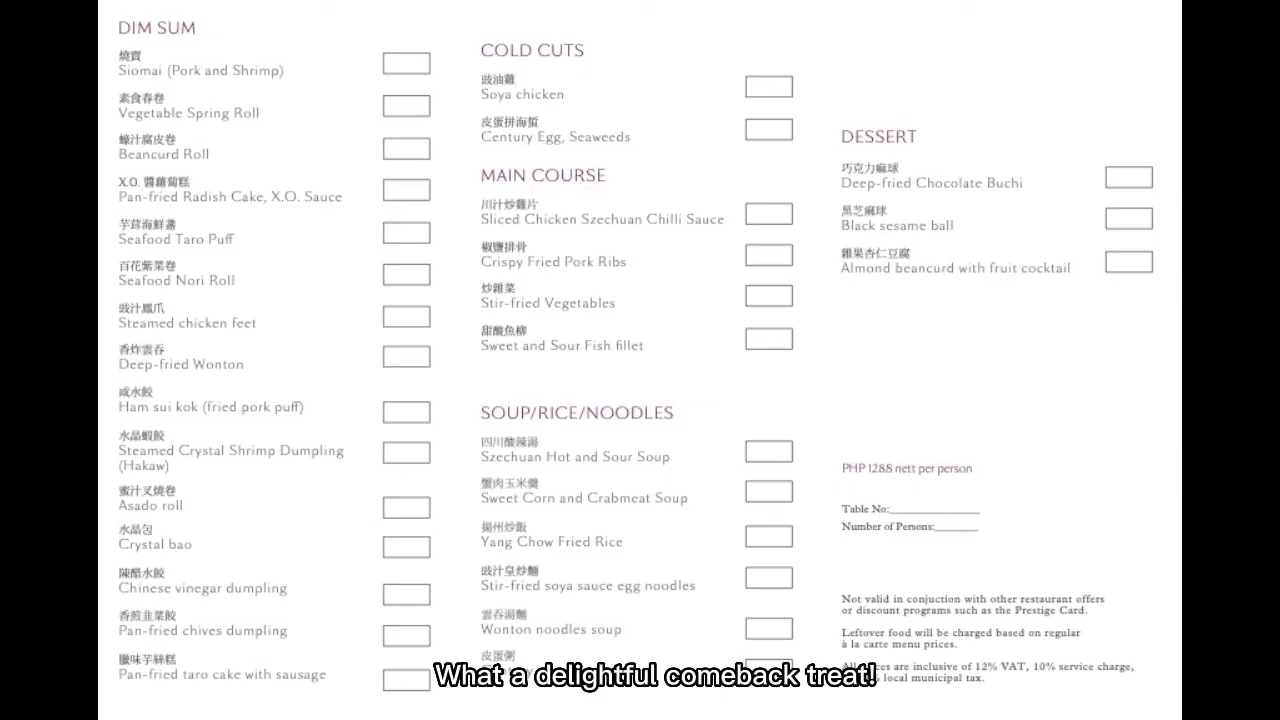 DIM SUM
燒賣
Siomai (Pork and Shrimp)
素食春卷
Vegetable Spring Roll
蠔汁腐皮卷
Beancurd Roll
X.O. 醬蘿蔔糕
Pan-fried Radish Cake, X.O. Sauce
芋茸海鮮盞
Seafood Taro Puff
百花紫菜卷
Seafood Nori Roll
豉汁鳳爪
Steamed chicken feet
香炸雲吞
Deep-fried Wonton
咸水餃
Ham sui kok (fried pork puff)
水晶蝦餃
Steamed Crystal Shrimp Dumpling
(Hakaw)
蜜汁叉燒卷
Asado roll
水晶包
Crystal bao
陳醋水餃
Chinese vinegar dumpling
香煎韭菜餃
Pan-fried chives dumpling
臘味芋絲糕
Pan-fried taro cake with sausage
COLD CUTS
豉油雞
Soya chicken
皮蛋拼海蜇
Century Egg, Seaweeds
MAIN COURSE
川汁炒雞片
Sliced Chicken Szechuan Chilli Sauce
椒鹽排骨
Crispy Fried Pork Ribs
炒雜菜
Stir-fried Vegetables
甜酸魚柳
Sweet and Sour Fish fillet
SOUP/RICE/NOODLES
四川酸辣湯
Szechuan Hot and Sour Soup
蟹肉玉米羹
Sweet Corn and Crabmeat Soup
揚州炒飯
Yang Chow Fried Rice
豉汁皇炒麵
Stir-fried soya sauce egg noodles
雲吞湯麵
Wonton noodles soup
皮蛋粥
DESSERT
巧克力麻球
Deep-fried Chocolate Buchi
黑芝麻球
Black sesame ball
雜果杏仁豆腐
Almond beancurd with fruit cocktail
PHP 1288 nett per person
Table No:
Number of Persons:
Not valid in conjuction with other restaurant offers
or discount programs such as the Prestige Card.
Leftover food will be charged based on regular
à la carte menu prices.
are inclusive of 12% VAT, 10% service charge,
local municipal tax.
What a delightful comeback treat!